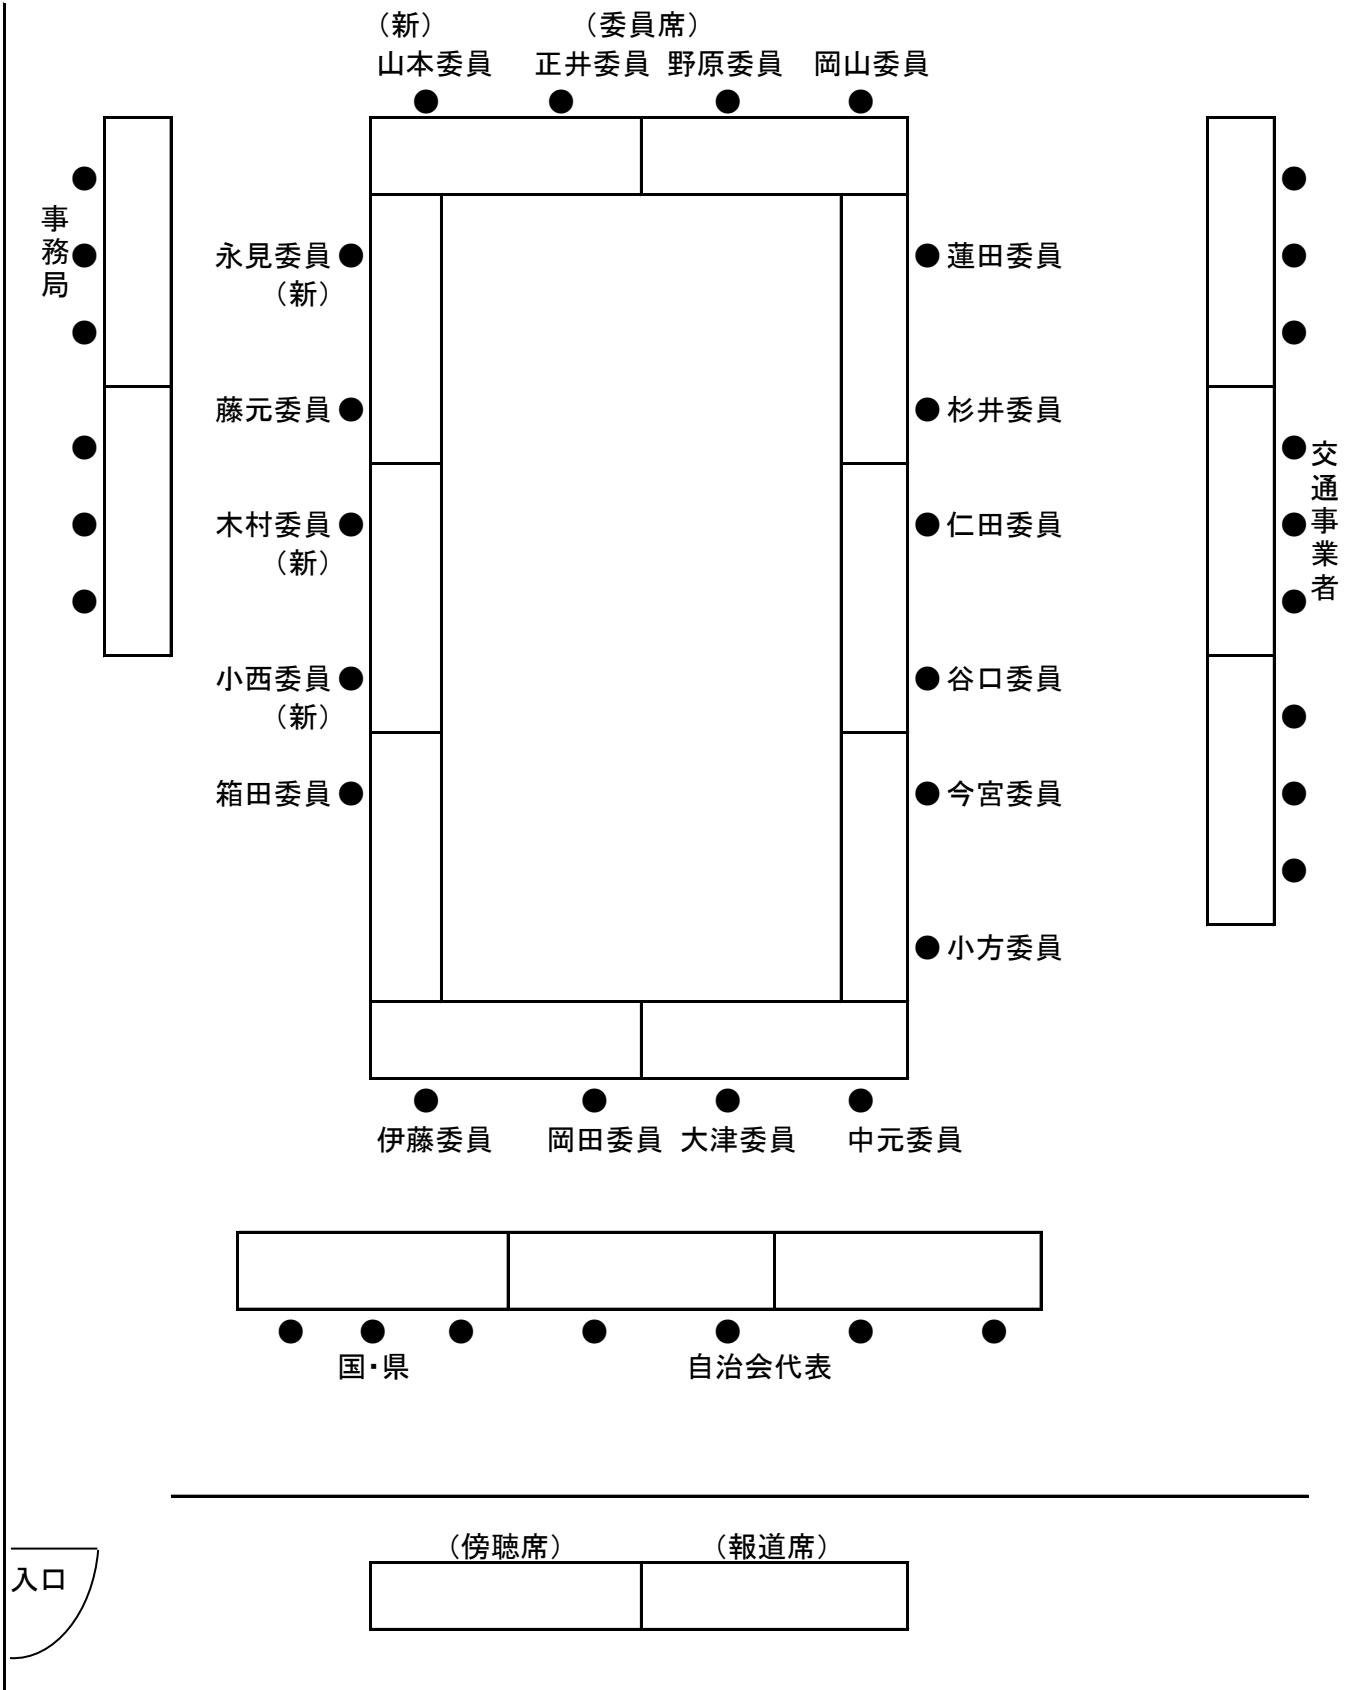 （新）
（委員席）
山本委員
正井委員
野原委員
岡山委員
事務局
永見委員
（新）
蓮田委員
藤元委員
杉井委員
交通事業者
木村委員
（新）
仁田委員
小西委員
（新）
谷口委員
箱田委員
今宮委員
小方委員
伊藤委員
岡田委員
大津委員
中元委員
国・県
自治会代表
（傍聴席）
（報道席）
入口